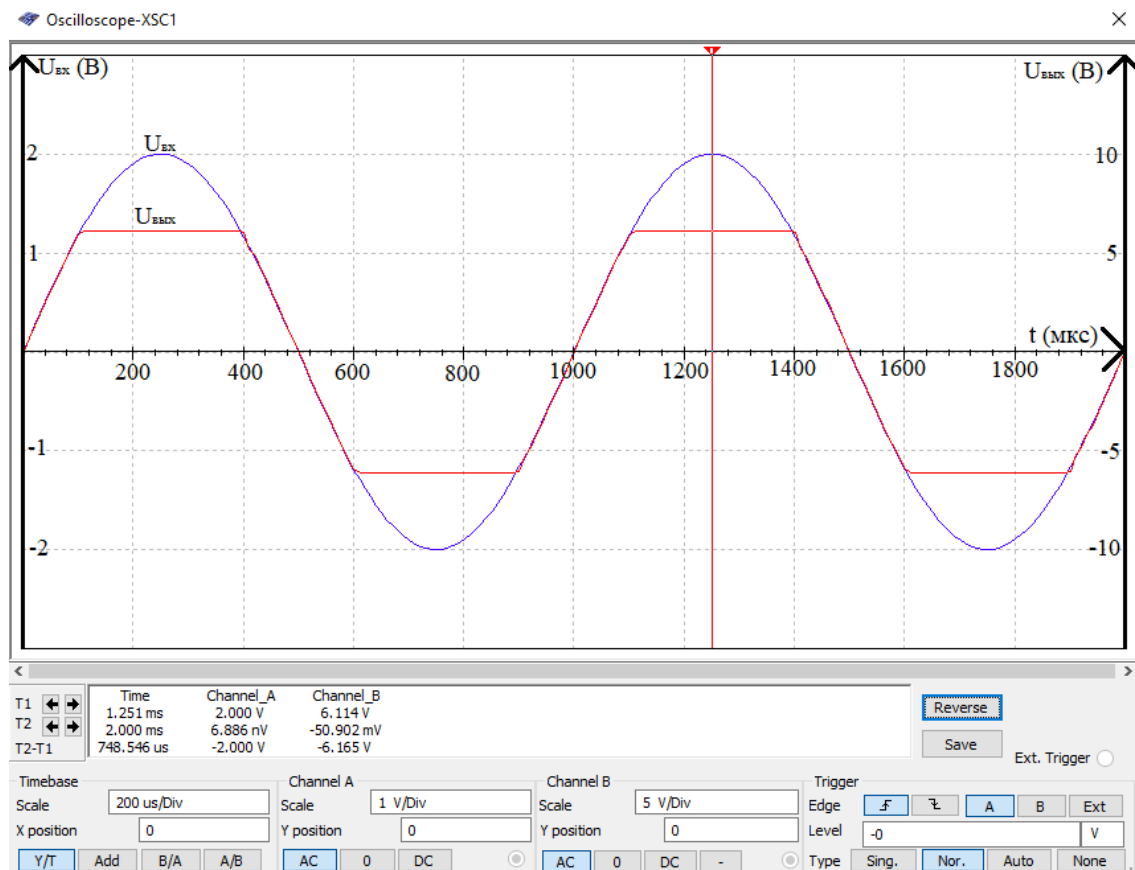 Oscilloscope-XSC1
Uвх (В)
Uвых (В)
Uвх
2
10
Uвых
1
5
t (мкс)
200 400 600 800 1000 1200 1400 1600 1800
-1
-5
-2
-10
T1
T2
T2-T1
Time Channel_A Channel_B
1.251 ms 2.000 V 6.114 V
2.000 ms 6.886 nV -50.902 mV
748.546 us -2.000 V -6.165 V
Reverse
Save
Ext. Trigger
Timebase
Scale 200 us/Div
X position 0
Y/T Add B/A A/B
Channel A
Scale 1 V/Div
Y position 0
AC 0 DC
Channel B
Scale 5 V/Div
Y position 0
AC 0 DC -
Trigger
Edge A B Ext
Level -0 V
Type Sing. Nor. Auto None